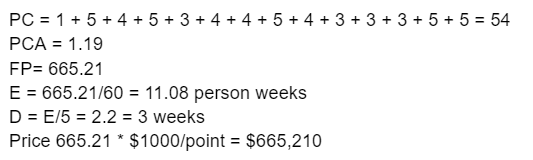 PC = 1 + 5 + 4 + 5 + 3 + 4 + 4 + 5 + 4 + 3 + 3 + 3 + 5 + 5 = 54
PCA = 1.19
FP= 665.21
E = 665.21/60 = 11.08 person weeks
D = E/5 = 2.2 = 3 weeks
Price 665.21 * $1000/point = $665,210